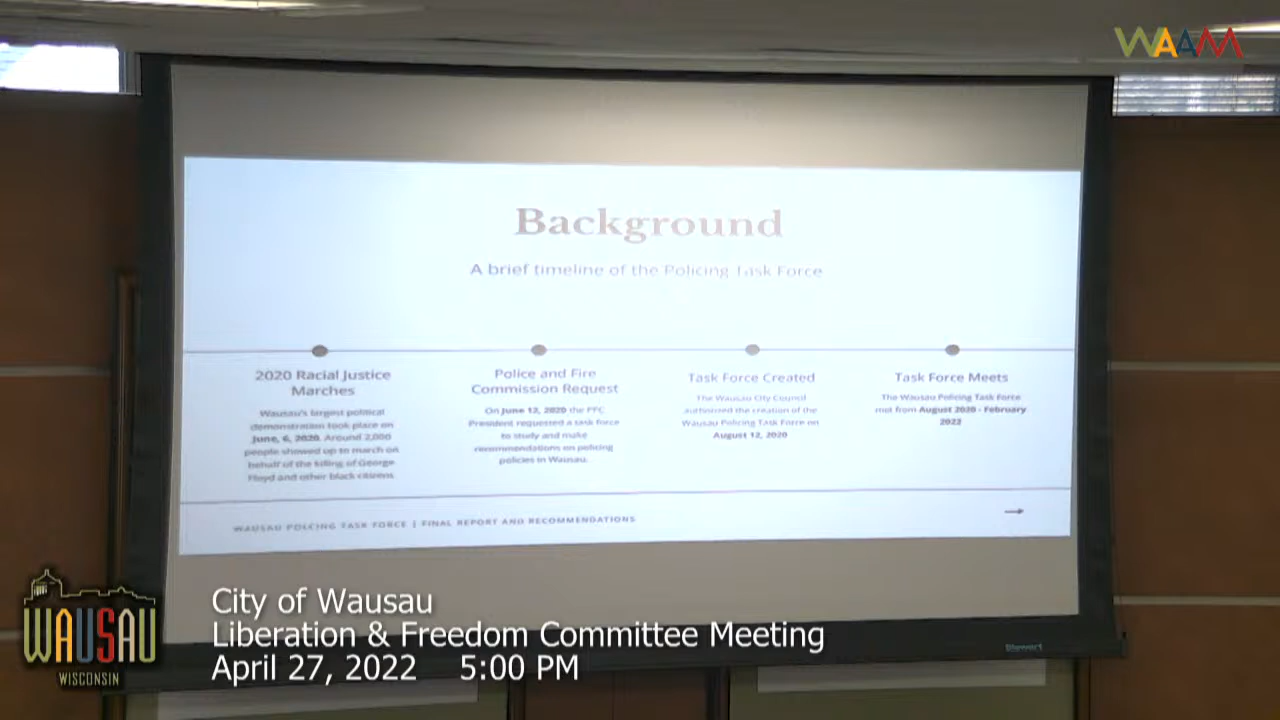 WAAM
Background
A brief timeline of the Policing Task Force
2020 Racial Justice
Marches
Wausau's largest political
demonstration took place on
June, 6, 2020. Around 2,000
people showed up to march on
behalf of the killing of George
Floyd and other black citizens
Police and Fire
Commission Request
On June 12, 2020 the PFC
President requested a task force
to study and make
recommendations on policing
policies in Wausau.
Task Force Created
The Wausau City Council
authorized the creation of the
Wausau Policing Task Force on
August 12, 2020
Task Force Meets
The Wausau Policing Task Force
met from August 2020 - February
2022
WAUSAU POLICING TASK FORCE | FINAL REPORT AND RECOMMENDATIONS
WAUSAU
WISCONSIN
City of Wausau
Liberation & Freedom Committee Meeting
April 27, 2022 5:00 PM